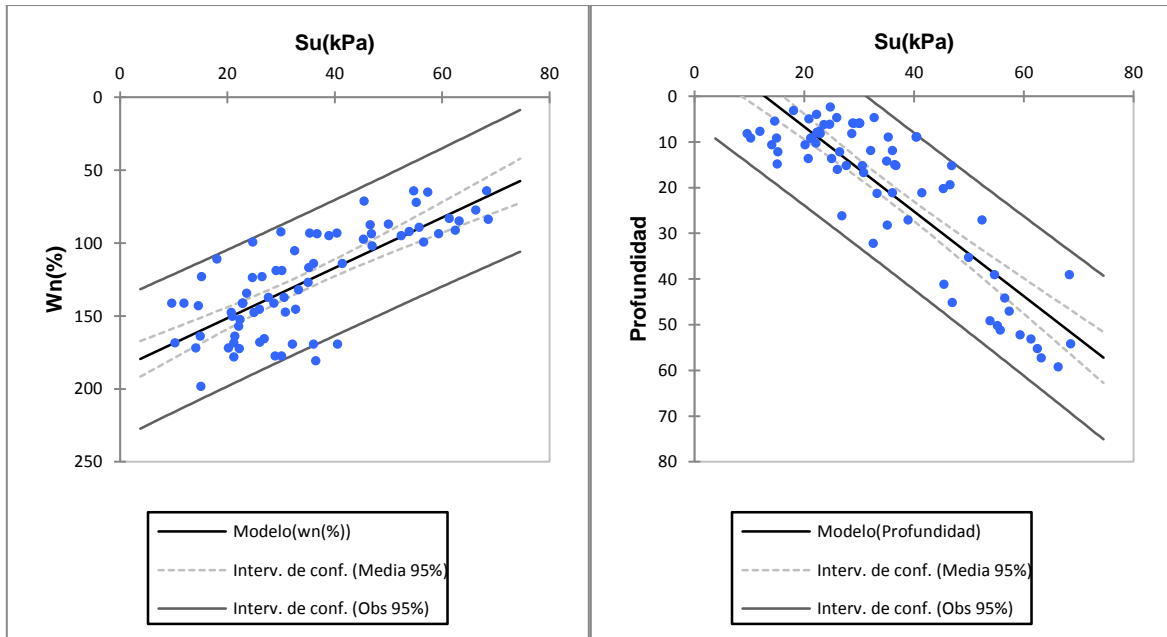 Su(kPa)
0 20 40 60 80
0
50
100
150
200
250
Wn(%)
Modelo(wn(%))
Interv. de conf. (Media 95%)
Interv. de conf. (Obs 95%)
Su(kPa)
0 20 40 60 80
0
10
20
30
40
50
60
70
80
Profundidad
Modelo(Profundidad)
Interv. de conf. (Media 95%)
Interv. de conf. (Obs 95%)